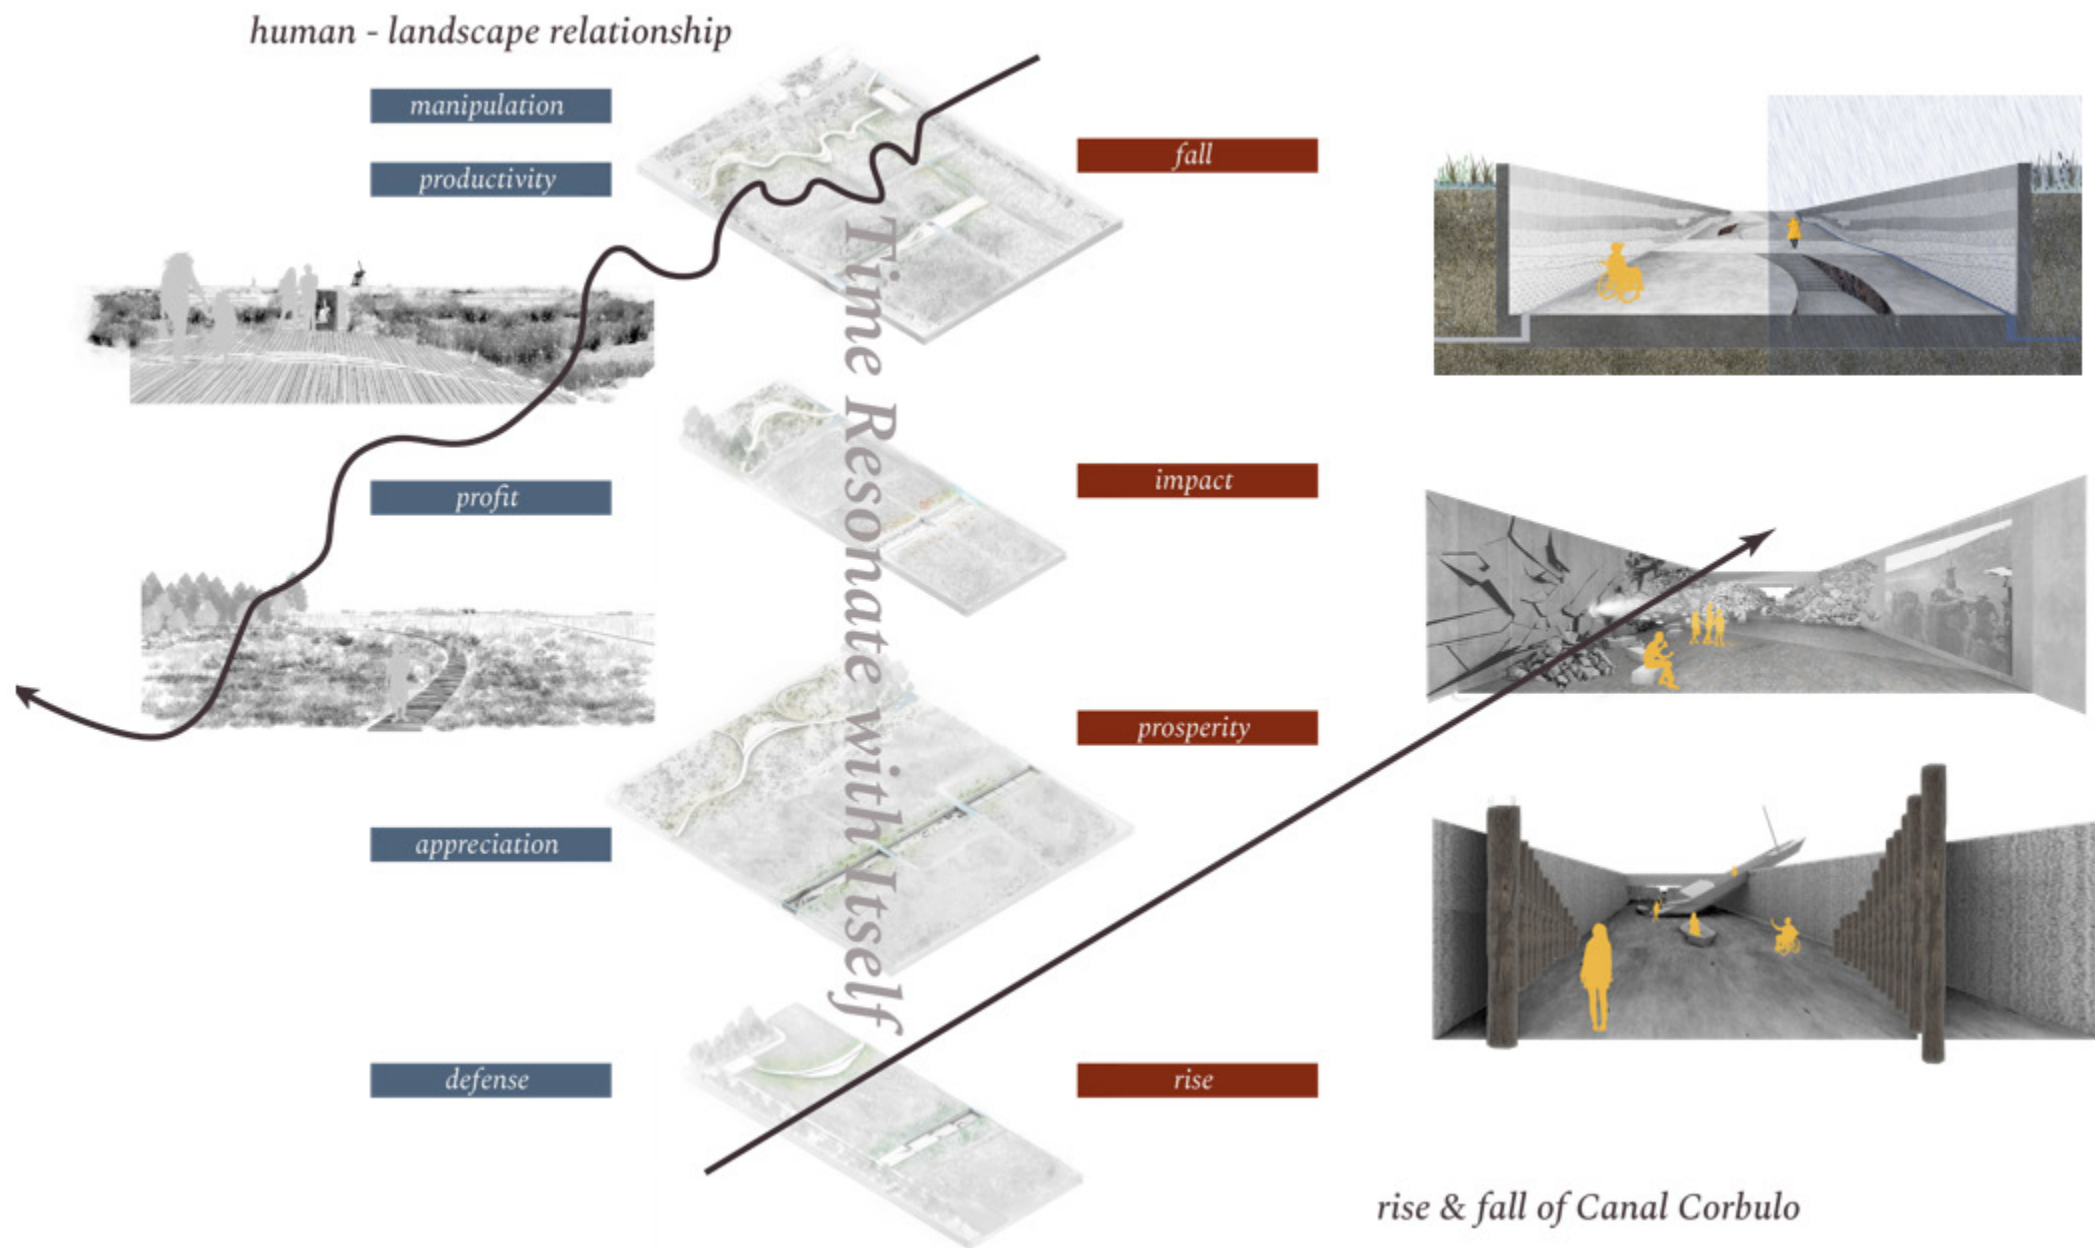 human - landscape relationship
manipulation
productivity
profit
appreciation
defense
Time Resonate with Itself
fall
impact
prosperity
rise
rise & fall of Canal Corbulo